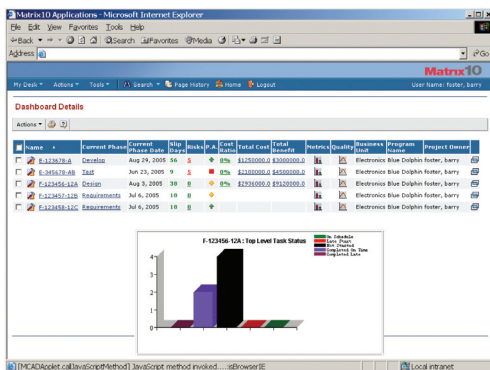 Matrix10 Applications - Microsoft Internet Explorer
File Edit View Favorites Tools Help
Back Search Favorites Media
Address Go
Matrix10
My Desk Actions Tools Search Page History Home Logout User Name: foster, barry
Dashboard Details
Actions
Name Current Phase Current Phase Date Slip Days Risks P.A. Cost Ratio Total Cost Total Benefit Metrics Quality Business Unit Program Name Project Owner
E-123678-A Develop Aug 29, 2005 56 5 0% $1250000.0 $3000000.0 Electronics Blue Dolphin foster, barry
E-345678-AB Test Jun 23, 2005 9 5 0% $2100000.0 $4500000.0 Electronics Blue Dolphin foster, barry
F-123456-12A Design Aug 3, 2005 38 0 0% $2936000.0 $9120000.0 Electronics Blue Dolphin foster, barry
F-123457-12B Requirements Jul 6, 2005 18 0 Electronics Blue Dolphin foster, barry
F-123458-12C Requirements Jul 6, 2005 18 0 Electronics Blue Dolphin foster, barry
F-123456-12A : Top Level Task Status
On Schedule
Late Start
Not Started
Completed On Time
Completed Late
4
3
2
1
0
[MCADApplet.callJavaScriptMethod] JavaScript method invoked.....:isBrowserIE Local intranet